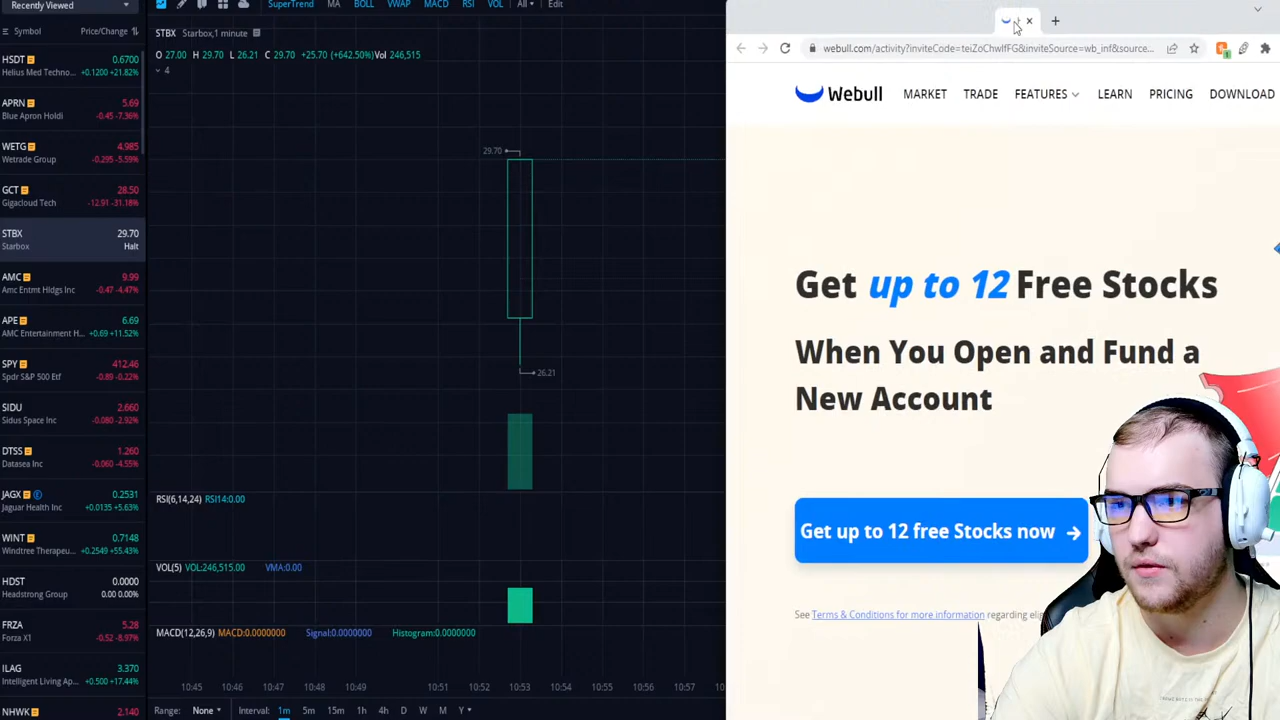 Recently Viewed
Symbol Price/Change
HSDT 0.6700
Helius Med Techno... +0.1200 +21.82%
APRN 5.69
Blue Apron Holdi -0.45 -7.36%
WETG 4.985
Wetrade Group -0.295 -5.59%
GCT 28.50
Gigacloud Tech -12.91 -31.18%
STBX 29.70
Starbox Halt
AMC 9.99
Amc Entmt Hldgs Inc -0.47 -4.47%
APE 6.69
AMC Entertainment H... +0.69 +11.52%
SPY 412.46
Spdr S&P 500 Etf -0.89 -0.22%
SIDU 2.660
Sidus Space Inc -0.080 -2.92%
DTSS 1.260
Datasea Inc -0.060 -4.55%
JAGX E 0.2531
Jaguar Health Inc +0.0135 +5.63%
WINT 0.7148
Windtree Therapeu... +0.2549 +55.43%
HDST 0.0000
Headstrong Group 0.00 0.00%
FRZA 5.28
Forza X1 -0.52 -8.97%
ILAG 3.370
Intelligent Living Ap... +0.500 +17.44%
NHWK 2.140
SuperTrend MA BOLL VWAP MACD RSI VOL All Edit
STBX Starbox,1 minute
O 27.00 H 29.70 L 26.21 C 29.70 +25.70 (+642.50%) Vol 246,515
4
29.70
26.21
RSI(6,14,24) RSI14:0.00
VOL(5) VOL:246,515.00 VMA:0.00
MACD(12,26,9) MACD:0.0000000 Signal:0.0000000 Histogram:0.0000000
10:45 10:46 10:47 10:48 10:49 10:51 10:52 10:53 10:54 10:55 10:56 10:57
Range: None Interval: 1m 5m 15m 1h 4h D W M Y
webull.com/activity?inviteCode=teiZoChwIfFG&inviteSource=wb_inf&source...
Webull MARKET TRADE FEATURES LEARN PRICING DOWNLOAD
Get up to 12 Free Stocks
When You Open and Fund a
New Account
Get up to 12 free Stocks now
See Terms & Conditions for more information regarding